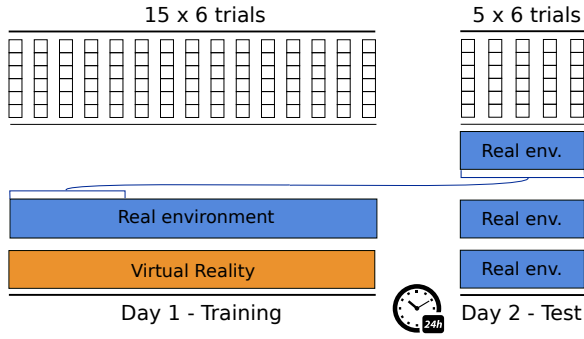 15 x 6 trials
5 x 6 trials
Real env.
Real environment
Real env.
Virtual Reality
Real env.
Day 1 - Training
24h
Day 2 - Test